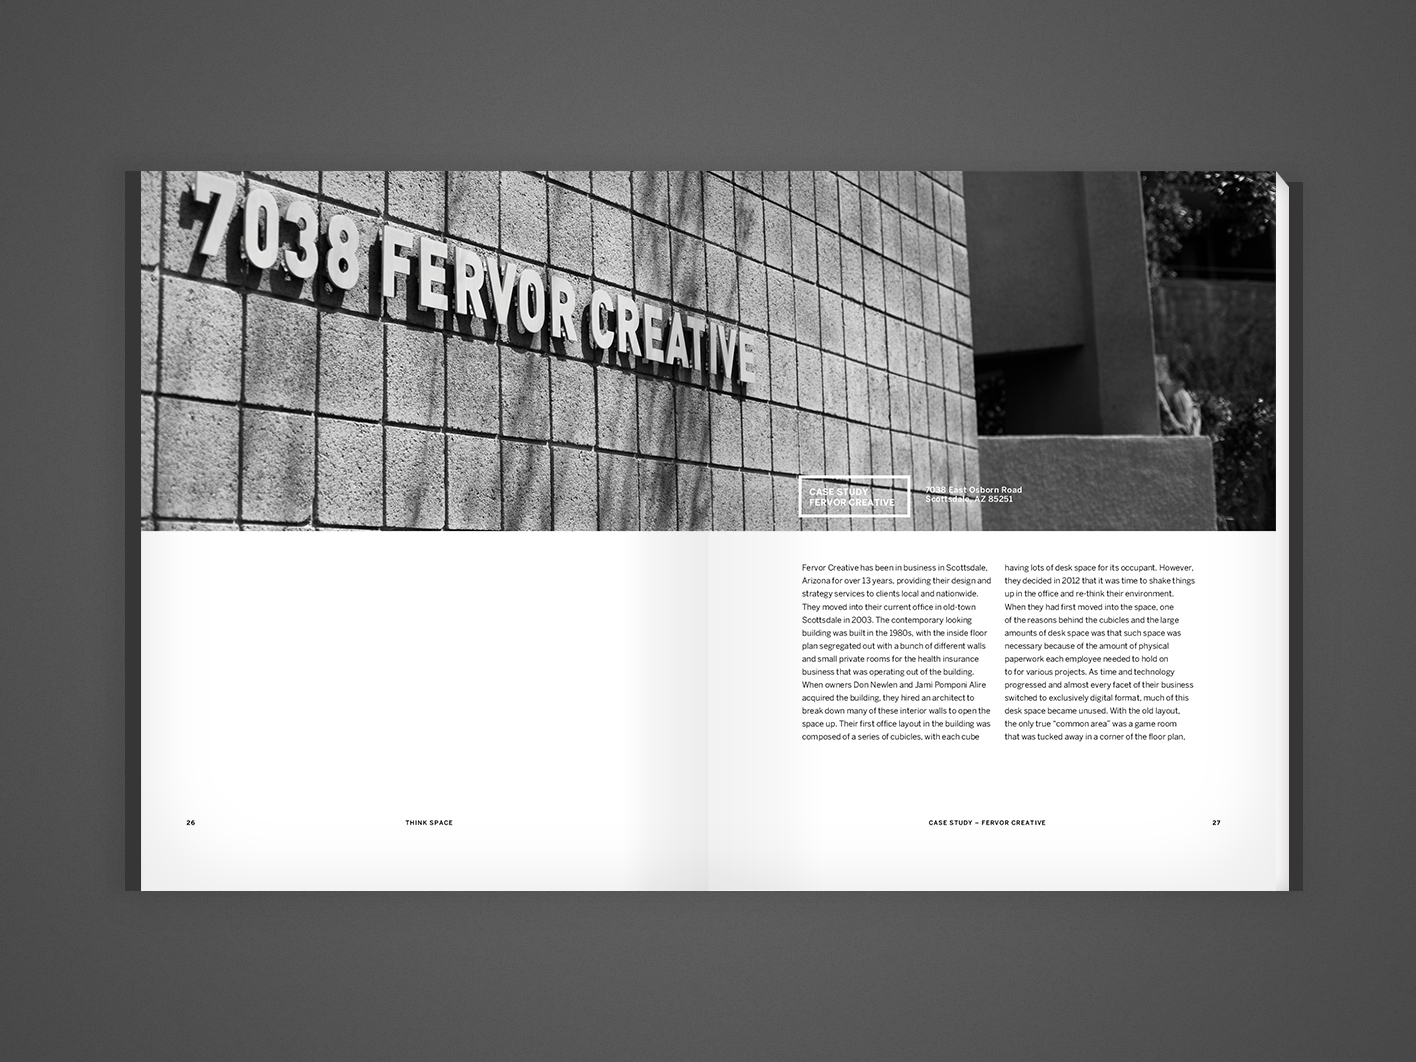 7038 FERVOR CREATIVE
CASE STUDY
FERVOR CREATIVE
7038 East Osborn Road
Scottsdale, AZ 85251
Fervor Creative has been in business in Scottsdale,
Arizona for over 13 years, providing their design and
strategy services to clients local and nationwide.
They moved into their current office in old-town
Scottsdale in 2003. The contemporary looking
building was built in the 1980s, with the inside floor
plan segregated out with a bunch of different walls
and small private rooms for the health insurance
business that was operating out of the building.
When owners Don Newlen and Jami Pomponi Alire
acquired the building, they hired an architect to
break down many of these interior walls to open the
space up. Their first office layout in the building was
composed of a series of cubicles, with each cube
having lots of desk space for its occupant. However,
they decided in 2012 that it was time to shake things
up in the office and re-think their environment.
When they had first moved into the space, one
of the reasons behind the cubicles and the large
amounts of desk space was that such space was
necessary because of the amount of physical
paperwork each employee needed to hold on
to for various projects. As time and technology
progressed and almost every facet of their business
switched to exclusively digital format, much of this
desk space became unused. With the old layout,
the only true “common area” was a game room
that was tucked away in a corner of the floor plan,
26
THINK SPACE
CASE STUDY – FERVOR CREATIVE
27